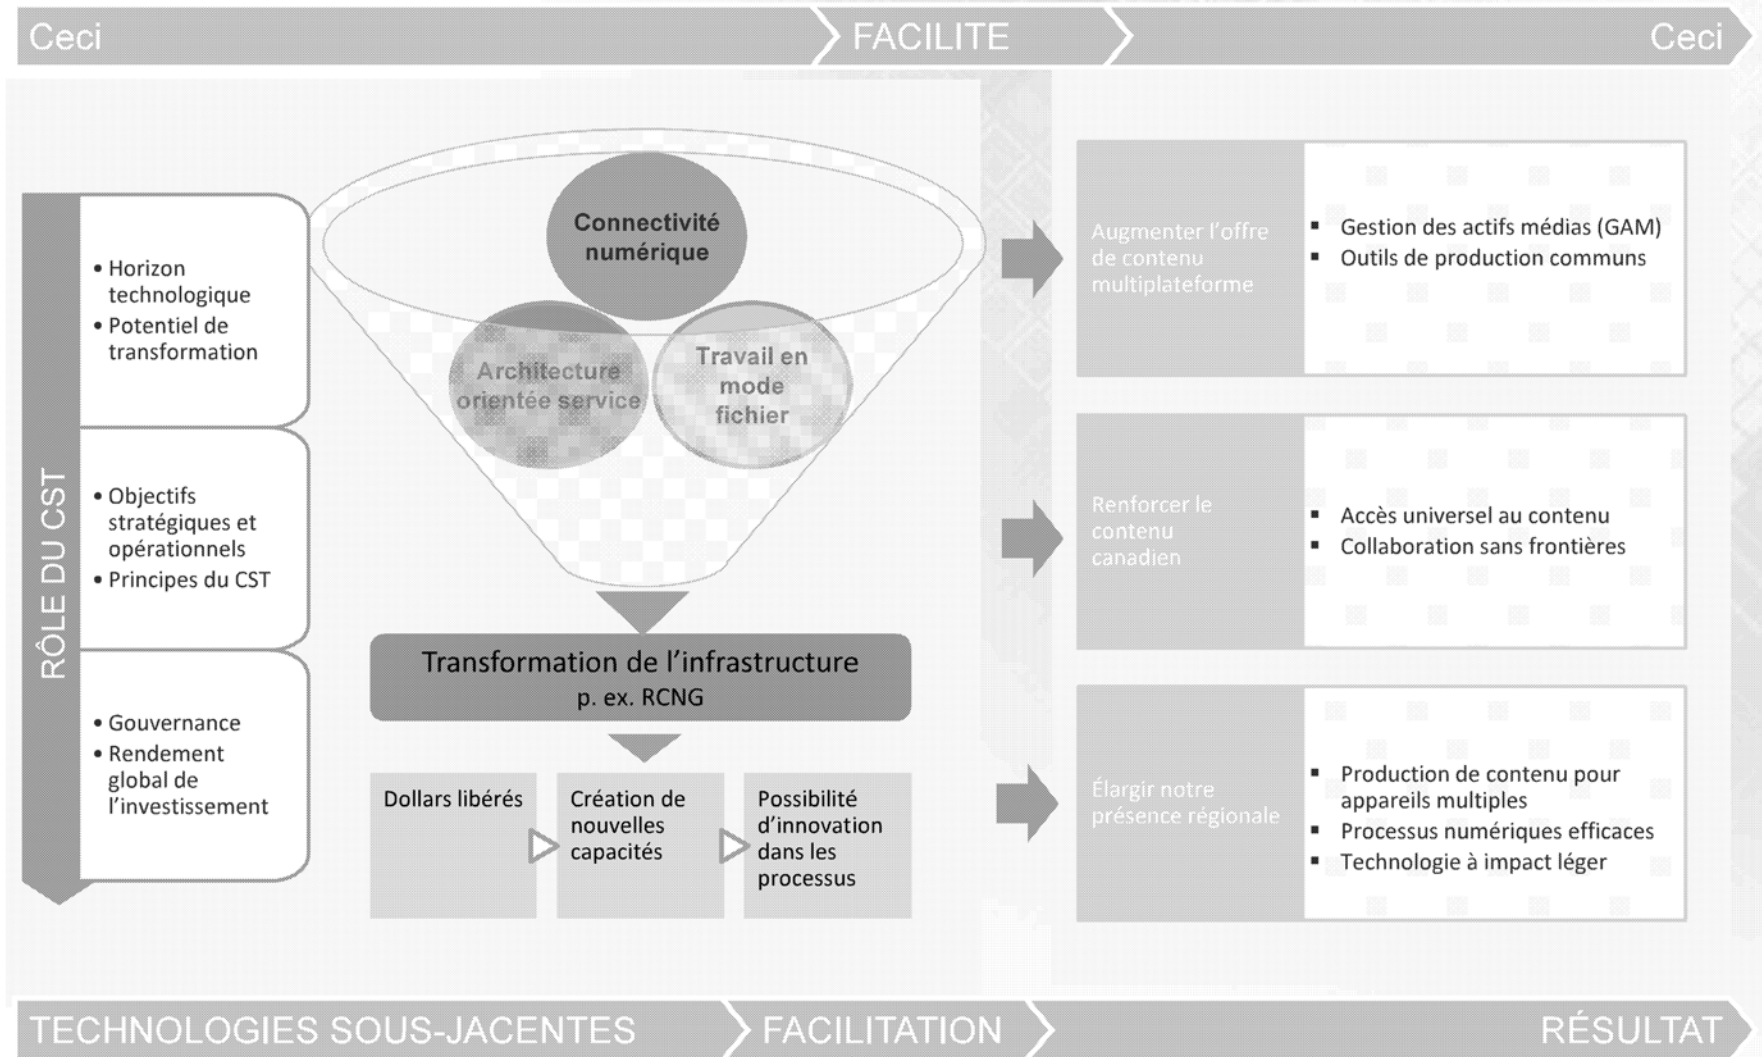 Ceci
FACILITE
Ceci
RÔLE DU CST
• Horizon
technologique
• Potentiel de
transformation
• Objectifs
stratégiques et
opérationnels
• Principes du CST
• Gouvernance
• Rendement
global de
l’investissement
Connectivité
numérique
Architecture
orientée service
Travail en
mode
fichier
Transformation de l’infrastructure
p. ex. RCNG
Dollars libérés
Création de
nouvelles
capacités
Possibilité
d’innovation
dans les
processus
Augmenter l’offre
de contenu
multiplateforme
▪ Gestion des actifs médias (GAM)
▪ Outils de production communs
Renforcer le
contenu
canadien
▪ Accès universel au contenu
▪ Collaboration sans frontières
Élargir notre
présence régionale
▪ Production de contenu pour
appareils multiples
▪ Processus numériques efficaces
▪ Technologie à impact léger
TECHNOLOGIES SOUS-JACENTES
FACILITATION
RÉSULTAT